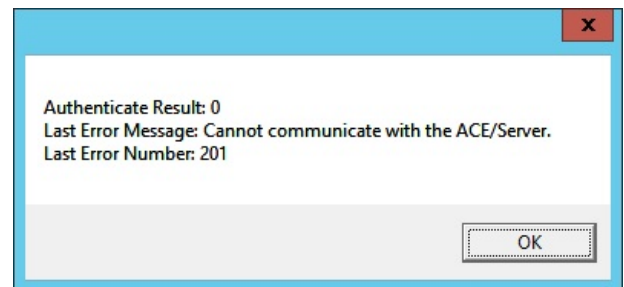 x
Authenticate Result: 0
Last Error Message: Cannot communicate with the ACE/Server.
Last Error Number: 201
OK